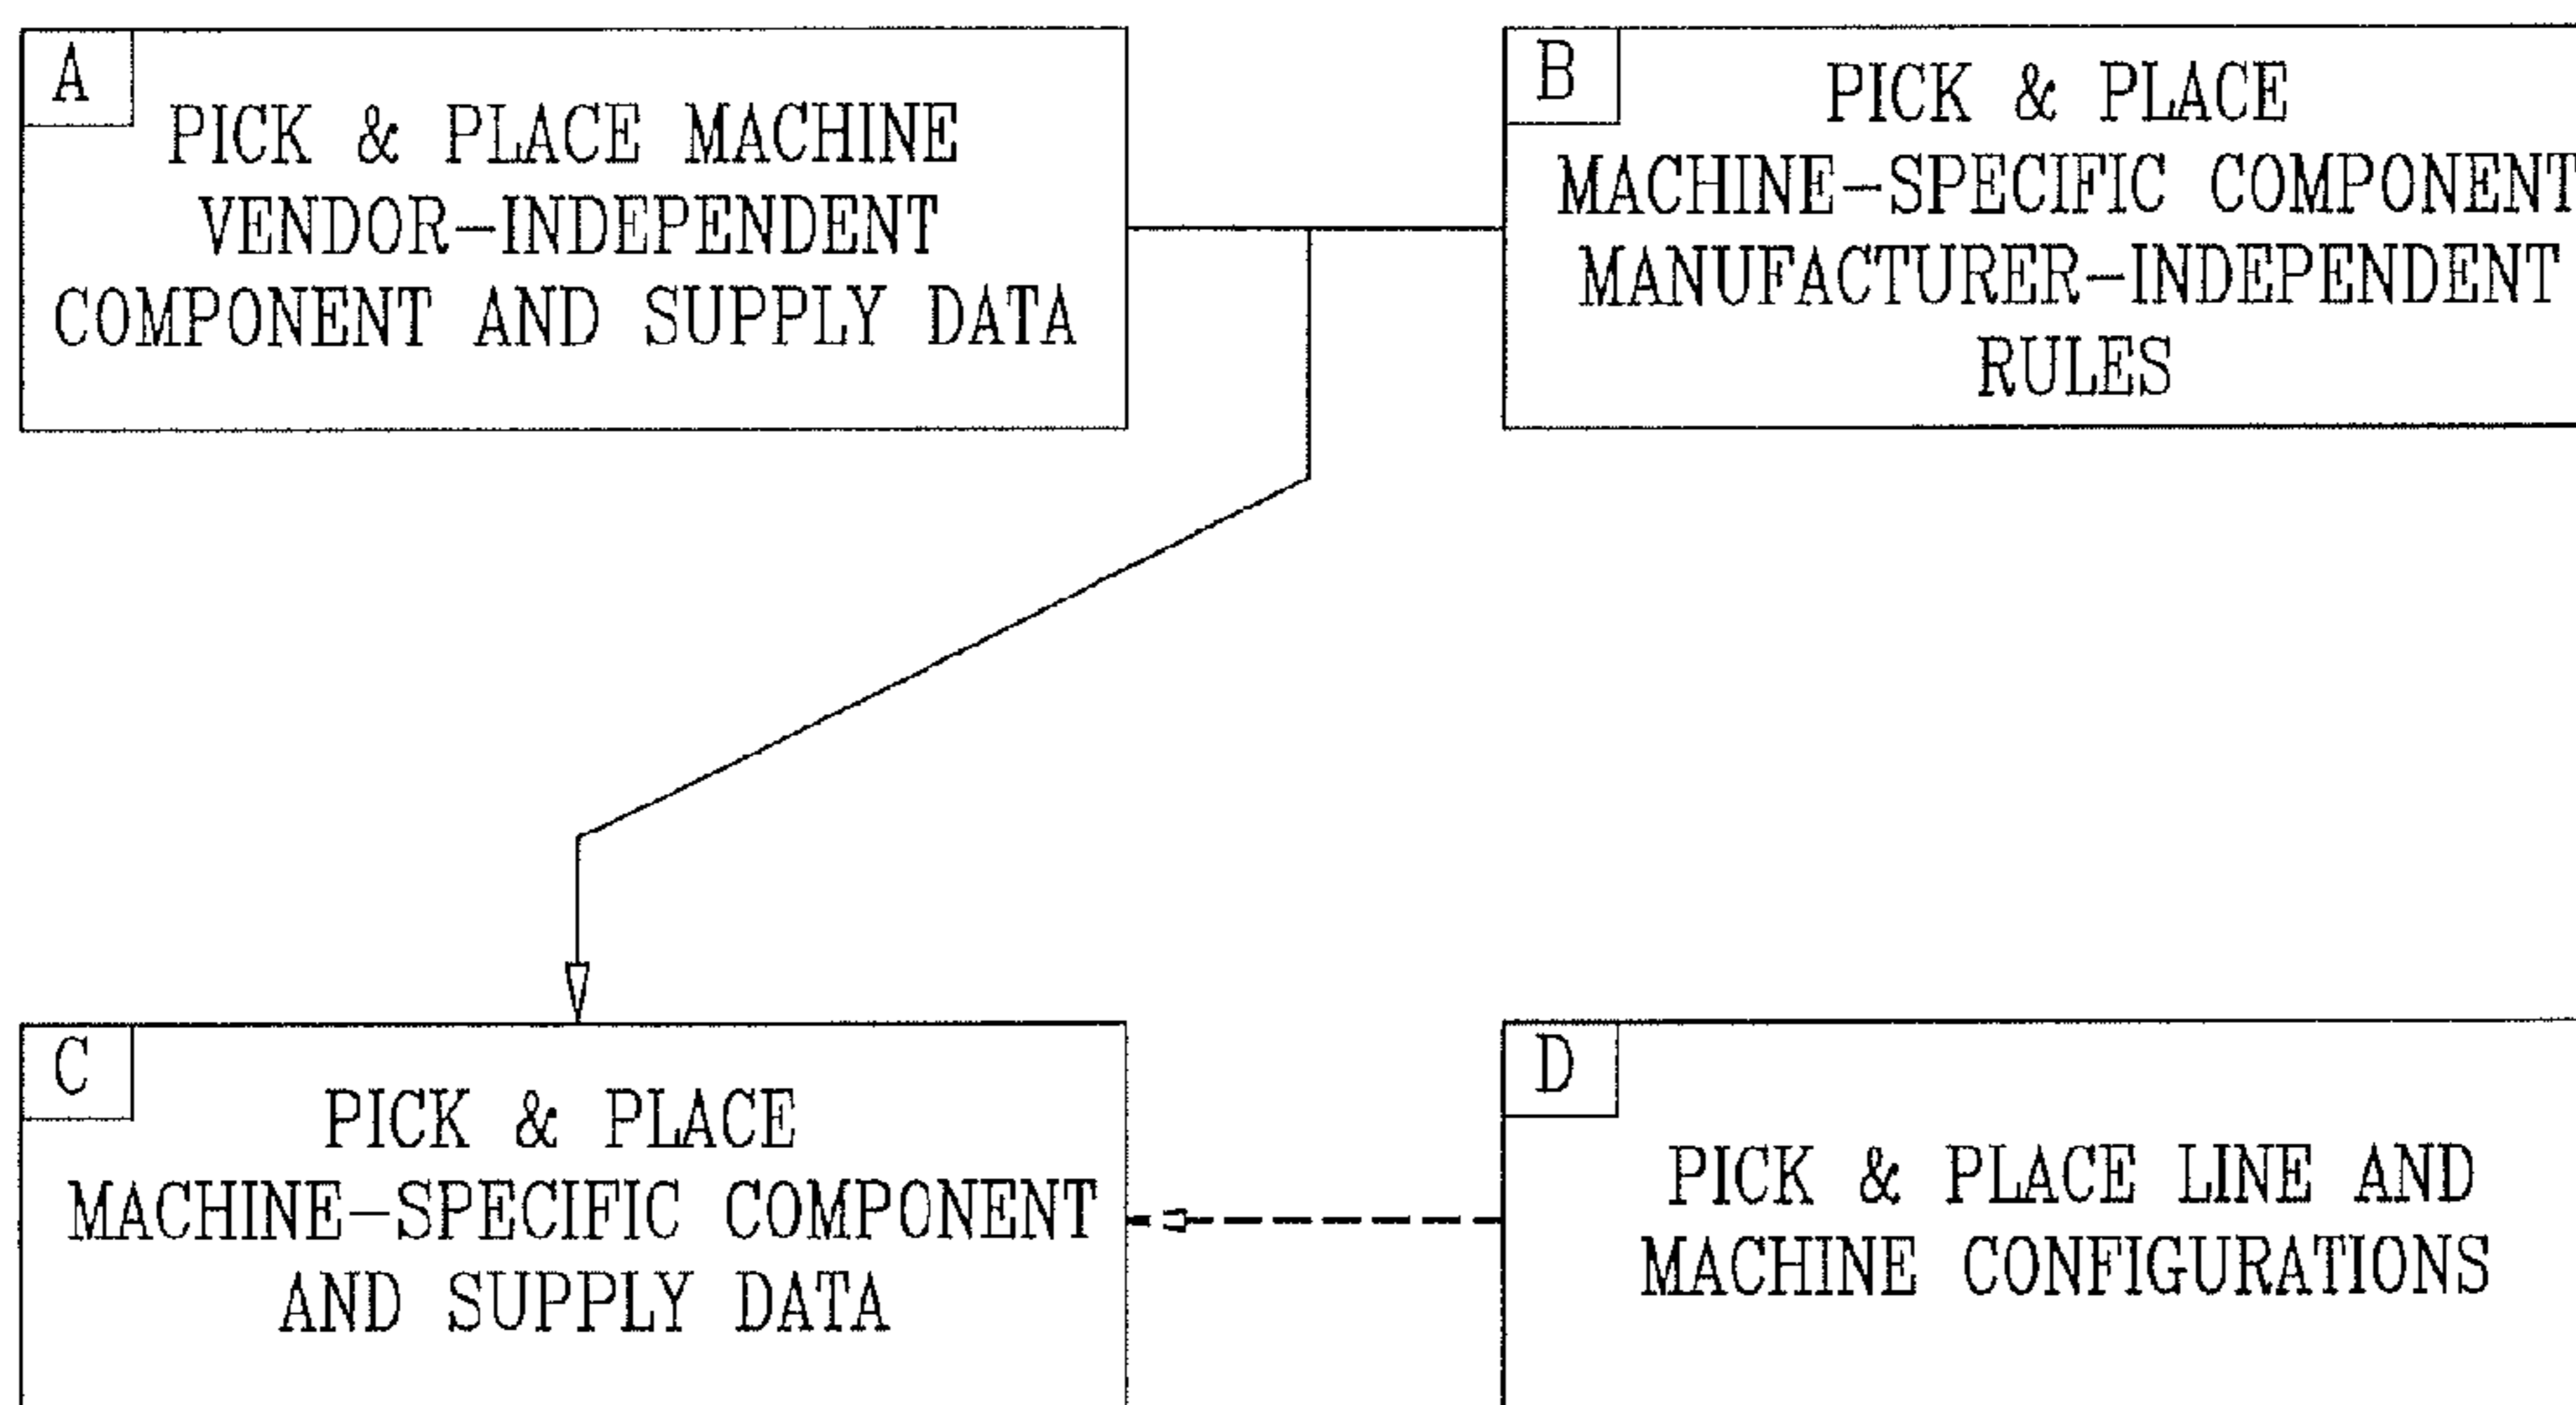 A
PICK & PLACE MACHINE
VENDOR-INDEPENDENT
COMPONENT AND SUPPLY DATA
B
PICK & PLACE
MACHINE-SPECIFIC COMPONENT
MANUFACTURER-INDEPENDENT
RULES
C
PICK & PLACE
MACHINE-SPECIFIC COMPONENT
AND SUPPLY DATA
D
PICK & PLACE LINE AND
MACHINE CONFIGURATIONS